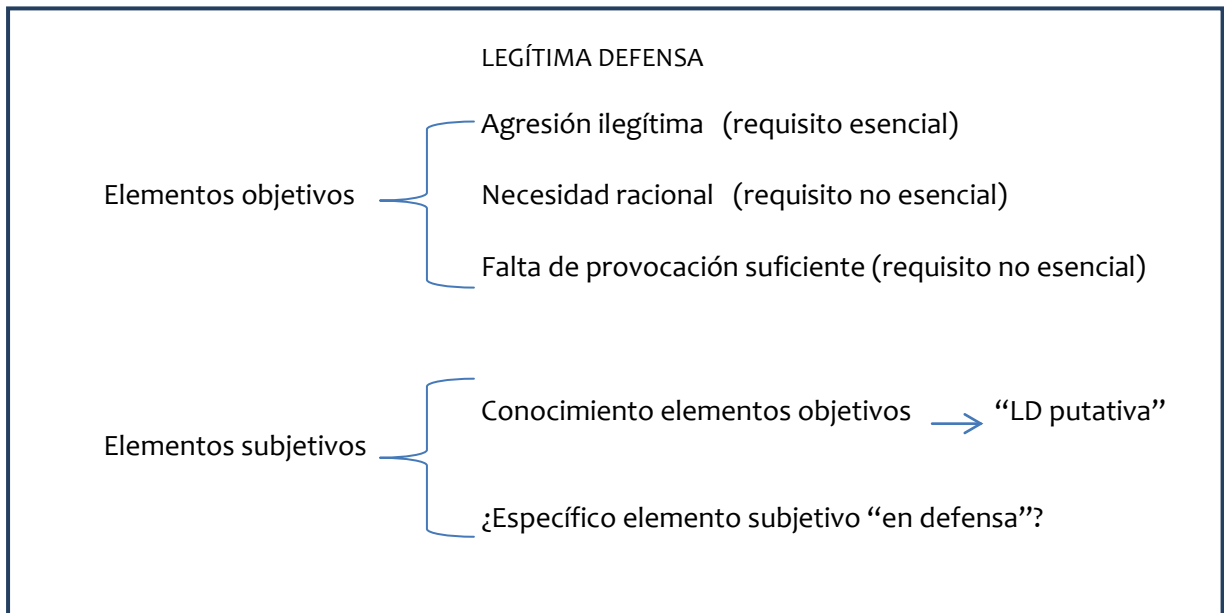 LEGÍTIMA DEFENSA
Agresión ilegítima (requisito esencial)
Elementos objetivos
Necesidad racional (requisito no esencial)
Falta de provocación suficiente (requisito no esencial)
Conocimiento elementos objetivos “LD putativa”
Elementos subjetivos
¿Específico elemento subjetivo “en defensa”?